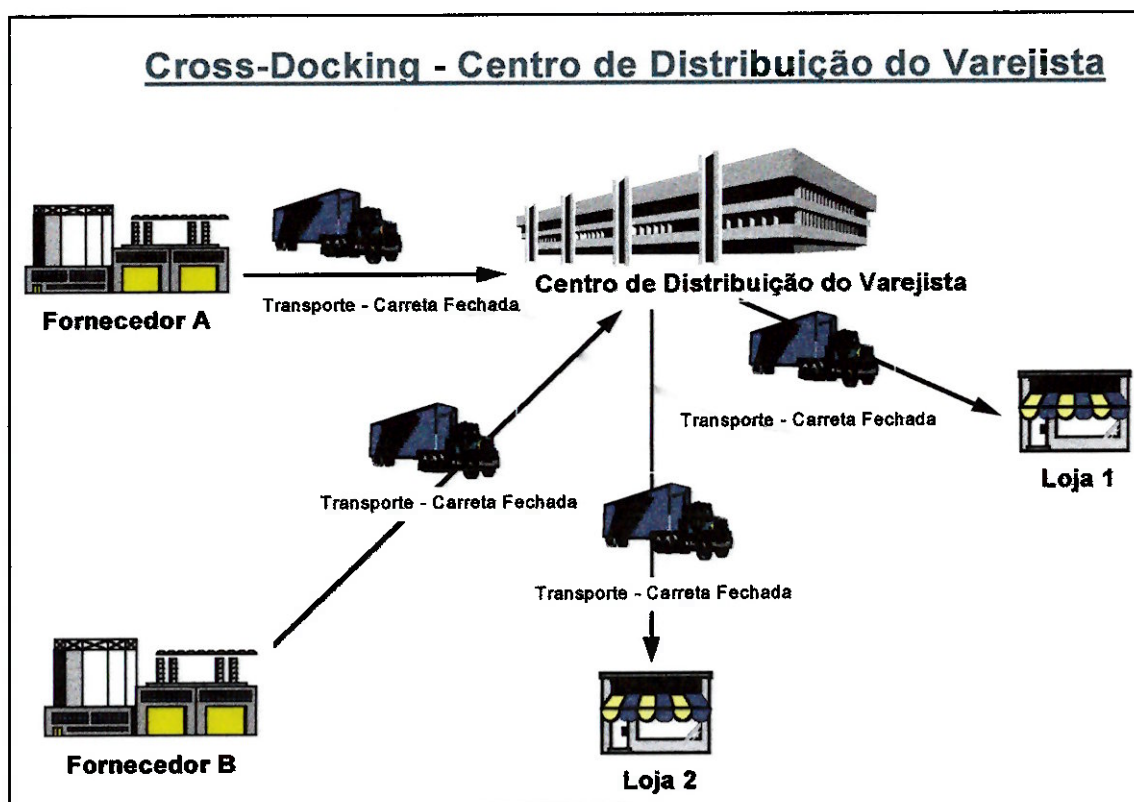 Cross-Docking - Centro de Distribuição do Varejista
Centro de Distribuição do Varejista
Transporte - Carreta Fechada
Fornecedor A
Transporte - Carreta Fechada
Loja 1
Transporte - Carreta Fechada
Transporte - Carreta Fechada
Fornecedor B
Loja 2